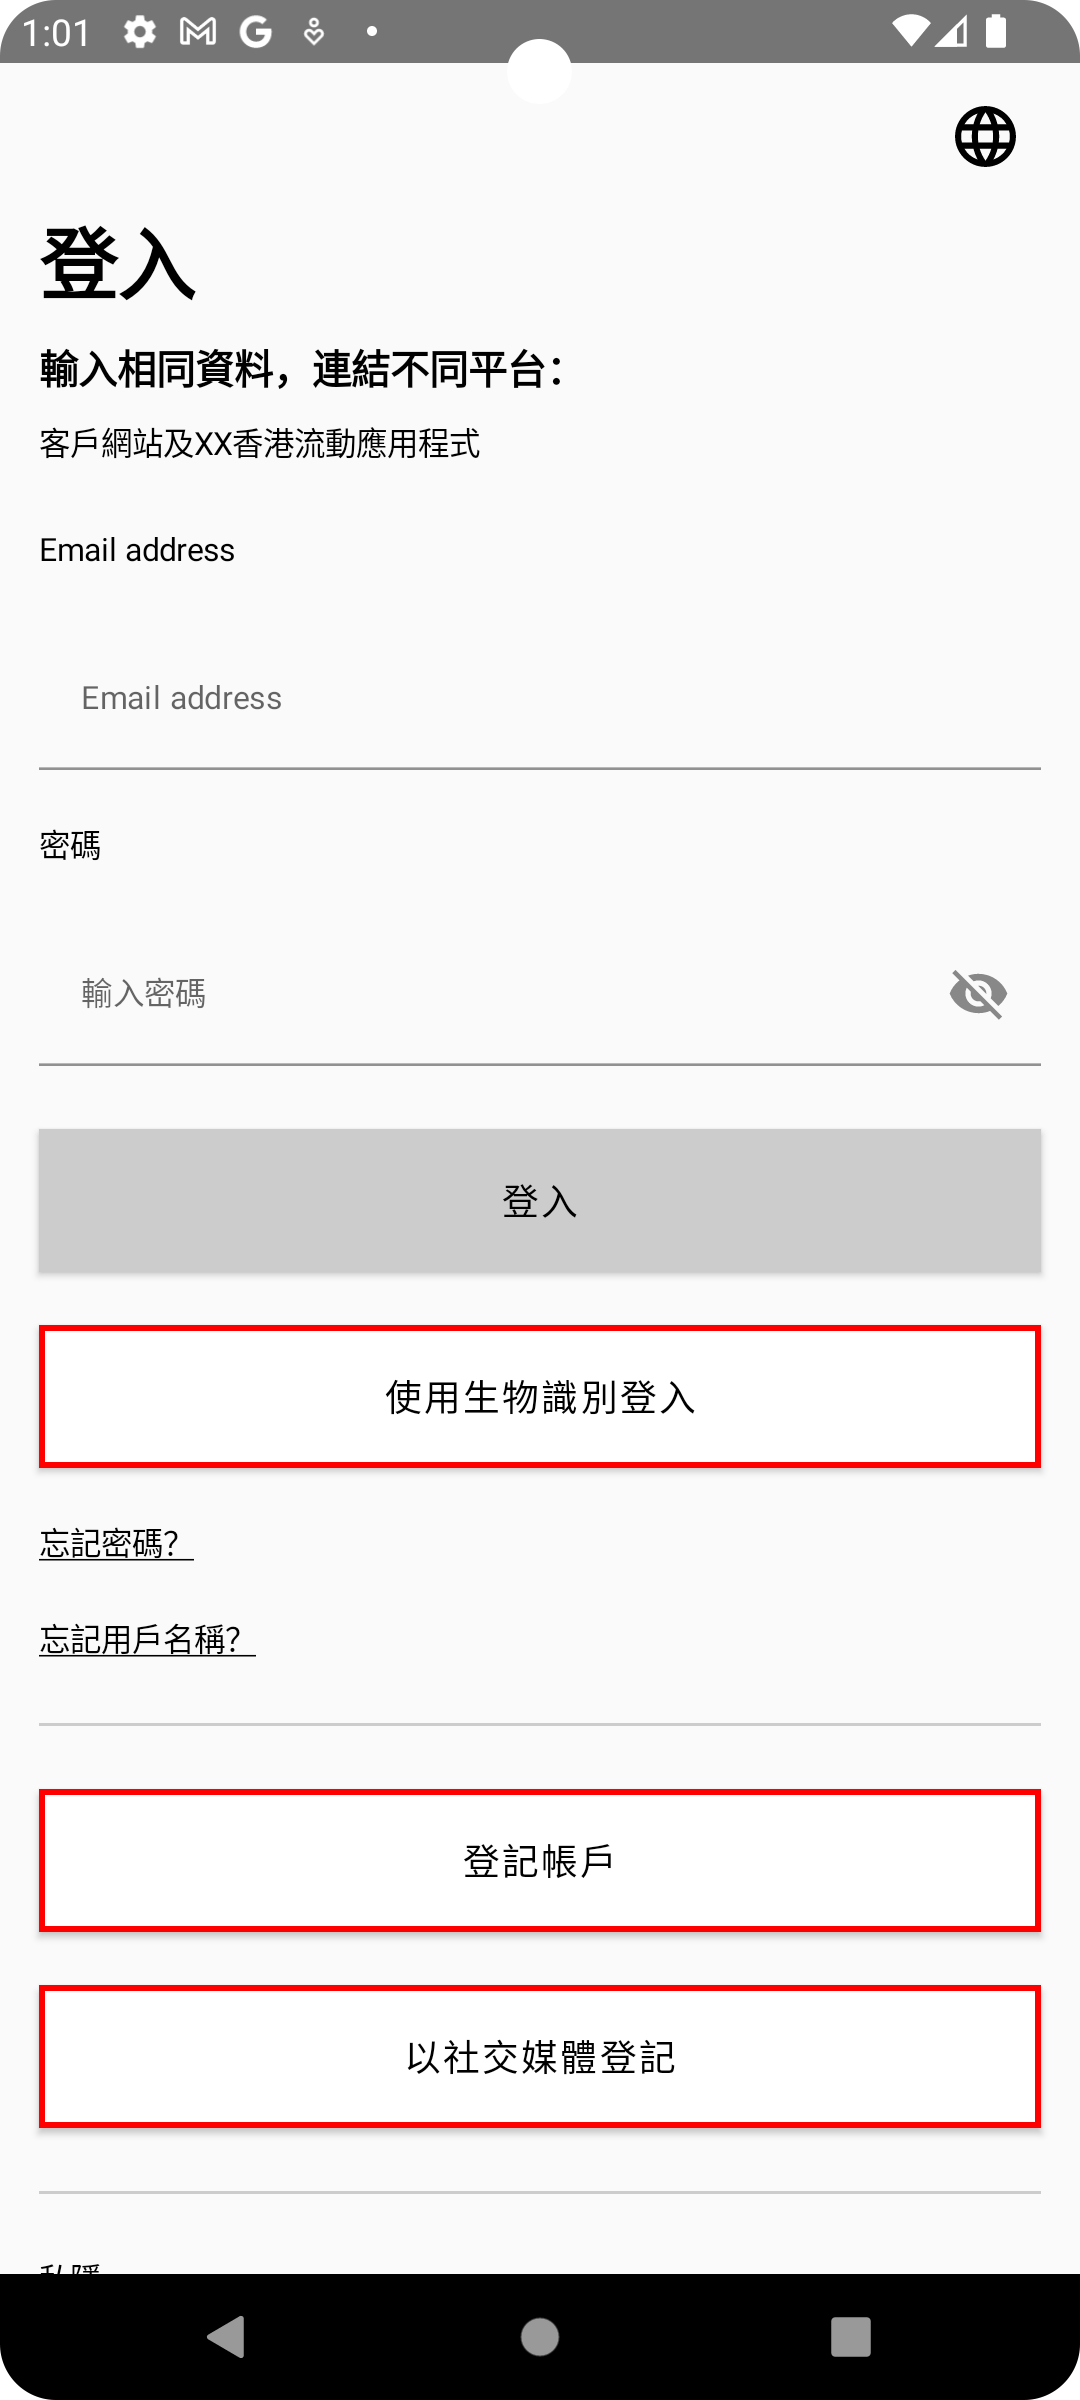 1:01
登入
輸入相同資料，連結不同平台：
客戶網站及XX香港流動應用程式
Email address
Email address
密碼
輸入密碼
登入
使用生物識別登入
忘記密碼？
忘記用戶名稱？
登記帳戶
以社交媒體登記
私隱